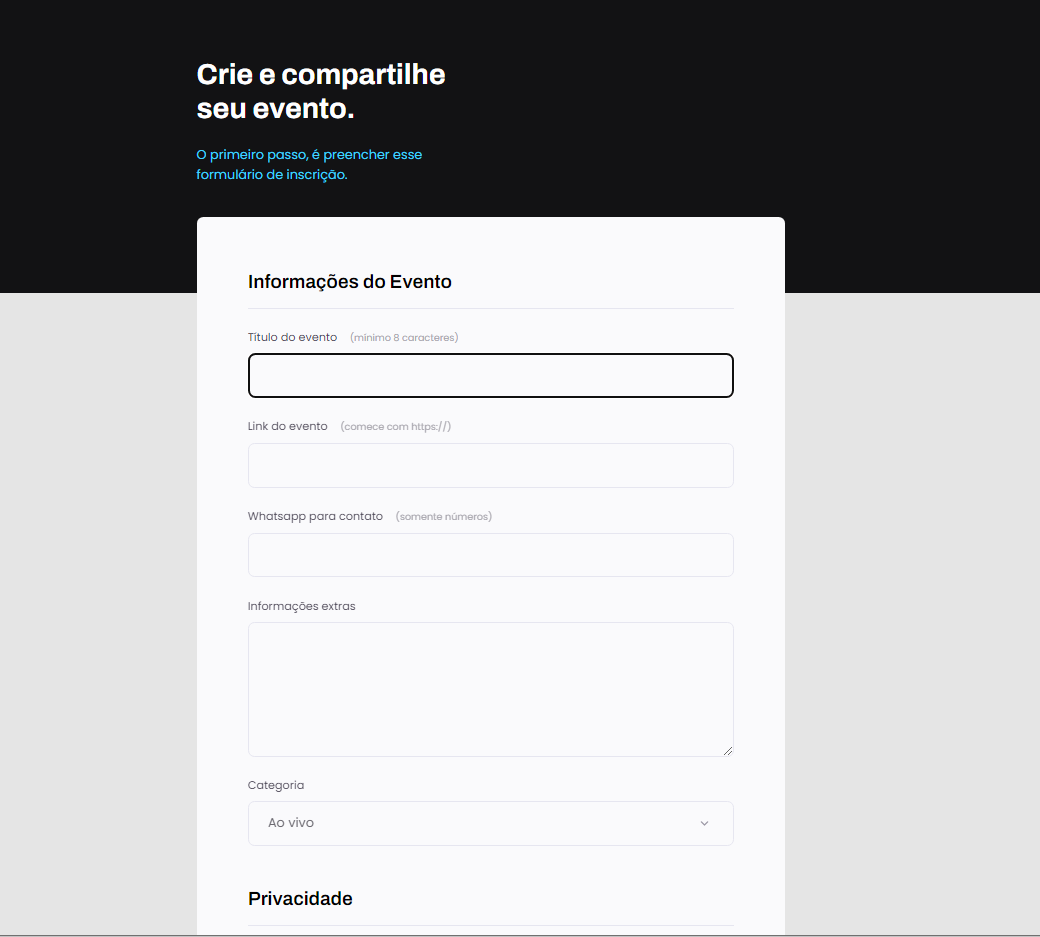 Crie e compartilhe
seu evento.
O primeiro passo, é preencher esse
formulário de inscrição.
Informações do Evento
Título do evento (mínimo 8 caracteres)
Link do evento (comece com https://)
Whatsapp para contato (somente números)
Informações extras
Categoria
Ao vivo
Privacidade